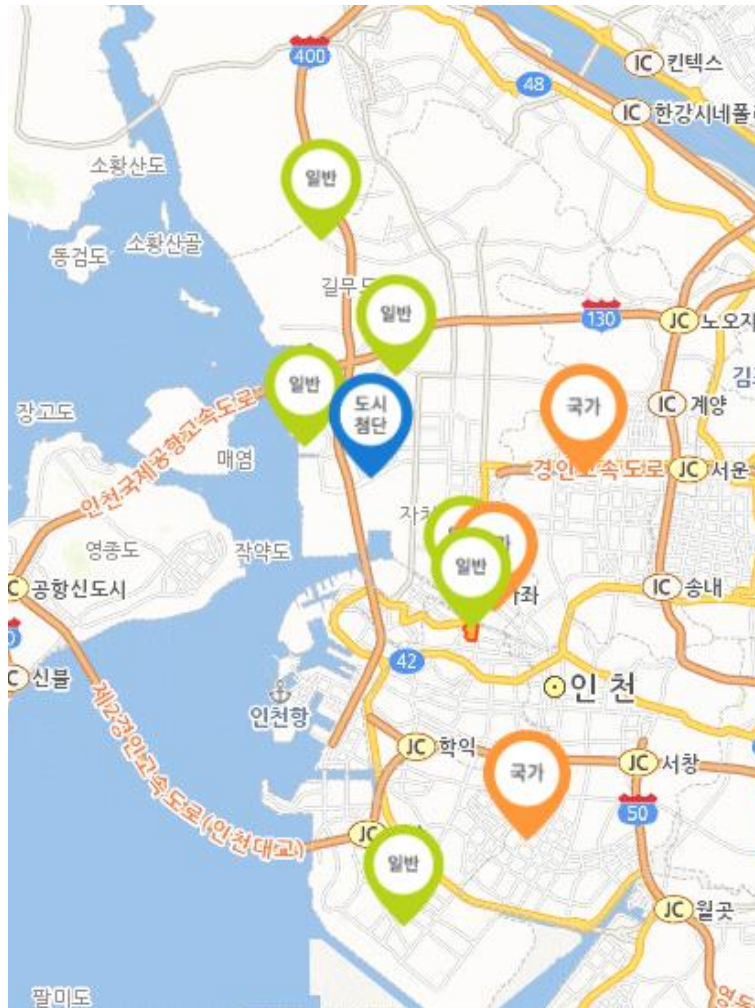 400
IC 킨텍스
48
IC 한강시네폴
소황산도
일반
동검도
소황산골
길무도
일반
130
JC 노오지
일반
도시
첨단
국가
IC 계양
장고도
인천국제공항고속도로
매염
경인고속도로
JC 서운
영종도
작약도
일반
공항신도시
IC 송내
42
신불
인천
인천항
JC 학익
국가
JC 서창
제2경인고속도로(인천대교)
50
JC
일반
JC 월곶
팔미도